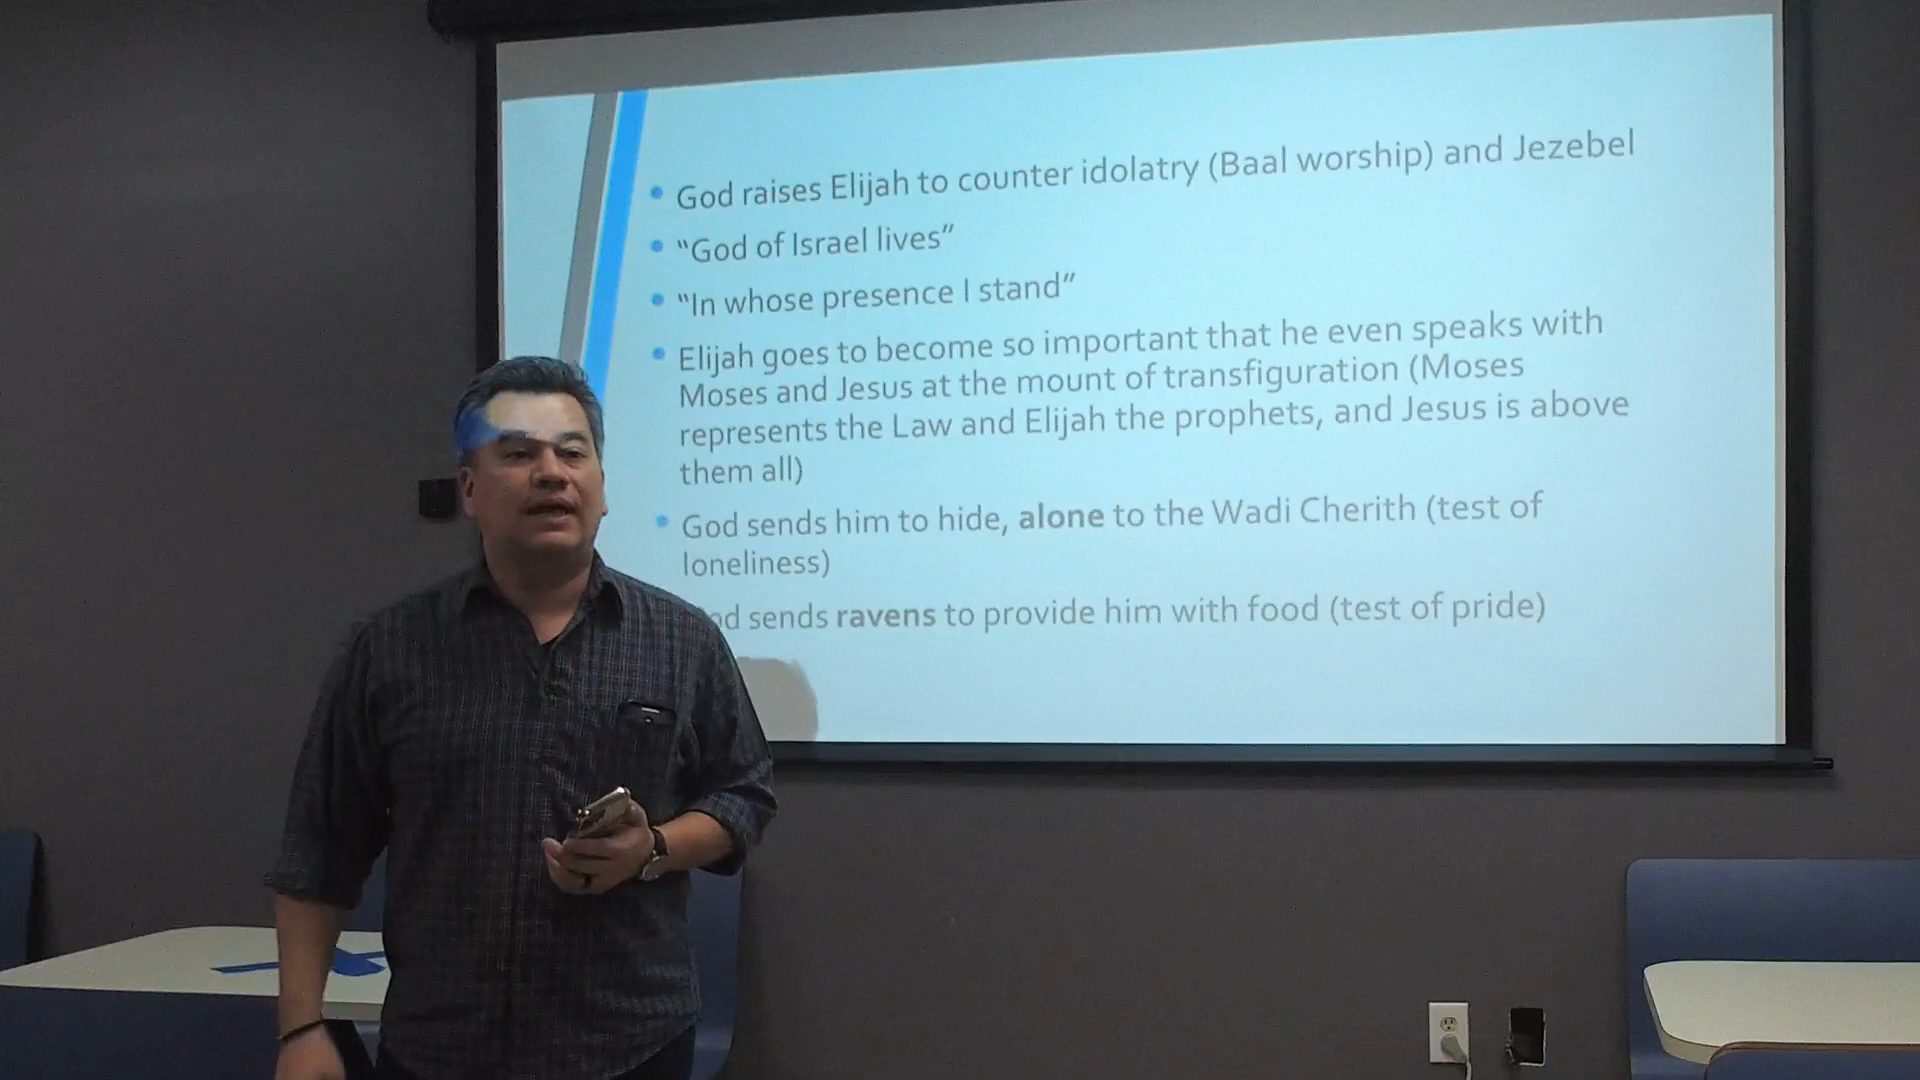 • God raises Elijah to counter idolatry (Baal worship) and Jezebel
• “God of Israel lives”
• “In whose presence I stand”
• Elijah goes to become so important that he even speaks with
Moses and Jesus at the mount of transfiguration (Moses
represents the Law and Elijah the prophets, and Jesus is above
them all)
• God sends him to hide, alone to the Wadi Cherith (test of
loneliness)
sends ravens to provide him with food (test of pride)